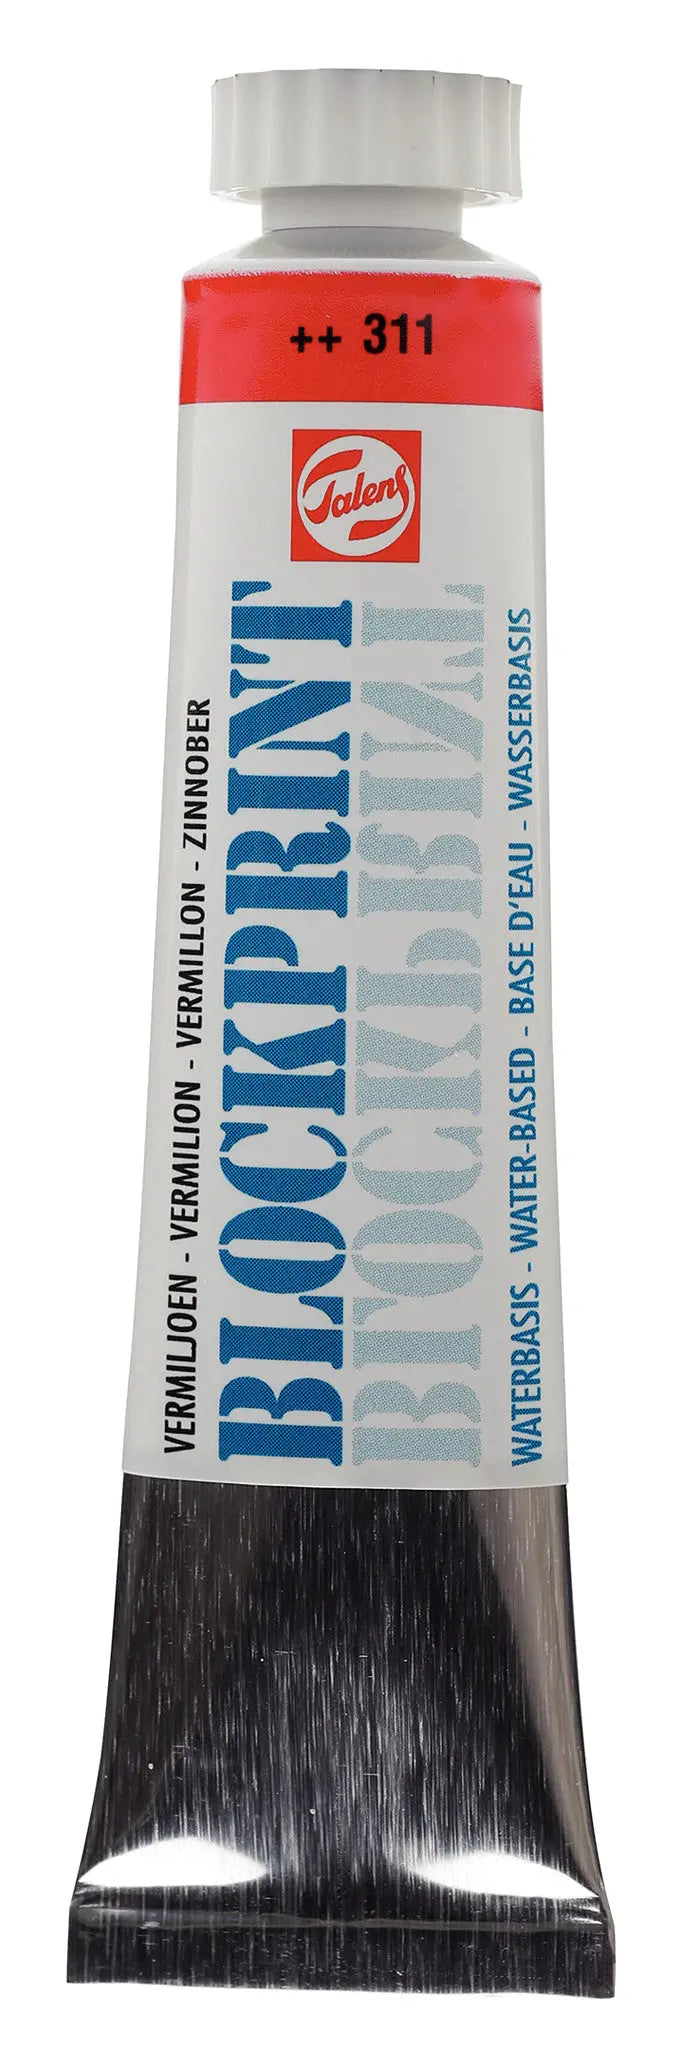 ++ 311
Talens
VERMILJOEN - VERMILION - VERMILLON - ZINNOBER
BLOCKPRINT
BLOCKPRINT
WATERBASIS - WATER-BASED - BASE D'EAU - WASSERBASIS